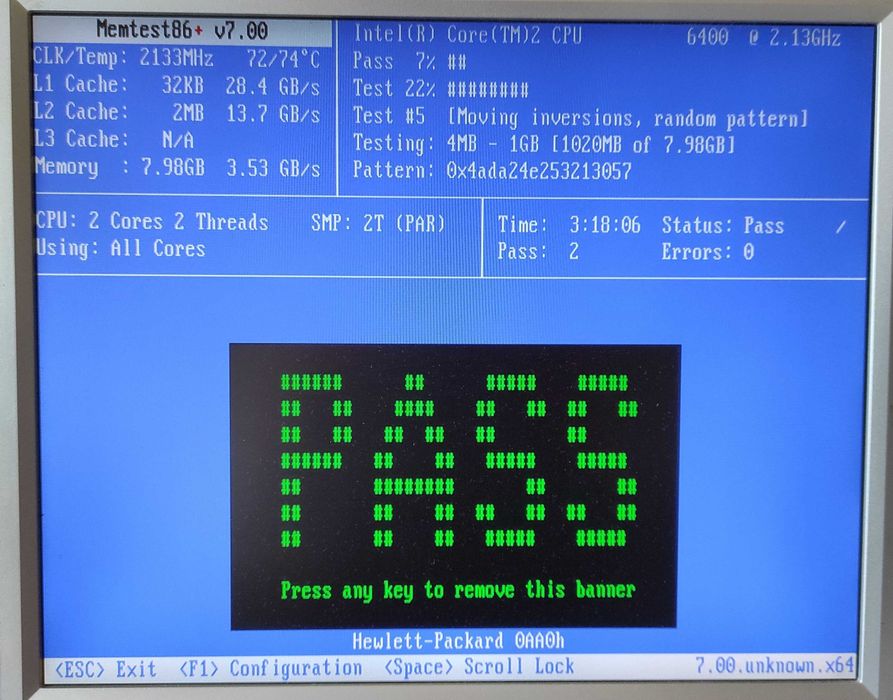 Memtest86+ v7.00
CLK/Temp: 2133MHz 72/74°C
L1 Cache: 32KB 28.4 GB/s
L2 Cache: 2MB 13.7 GB/s
L3 Cache: N/A
Memory : 7.98GB 3.53 GB/s
Intel(R) Core(TM)2 CPU 6400 @ 2.13GHz
Pass 7% ##
Test 22% ########
Test #5 [Moving inversions, random pattern]
Testing: 4MB - 1GB [1020MB of 7.98GB]
Pattern: 0x4ada24e253213057
CPU: 2 Cores 2 Threads SMP: 2T (PAR)
Using: All Cores
Time: 3:18:06 Status: Pass /
Pass: 2 Errors: 0
PASS
Press any key to remove this banner
Hewlett-Packard 0AA0h
<ESC> Exit <F1> Configuration <Space> Scroll Lock 7.00.unknown.x64